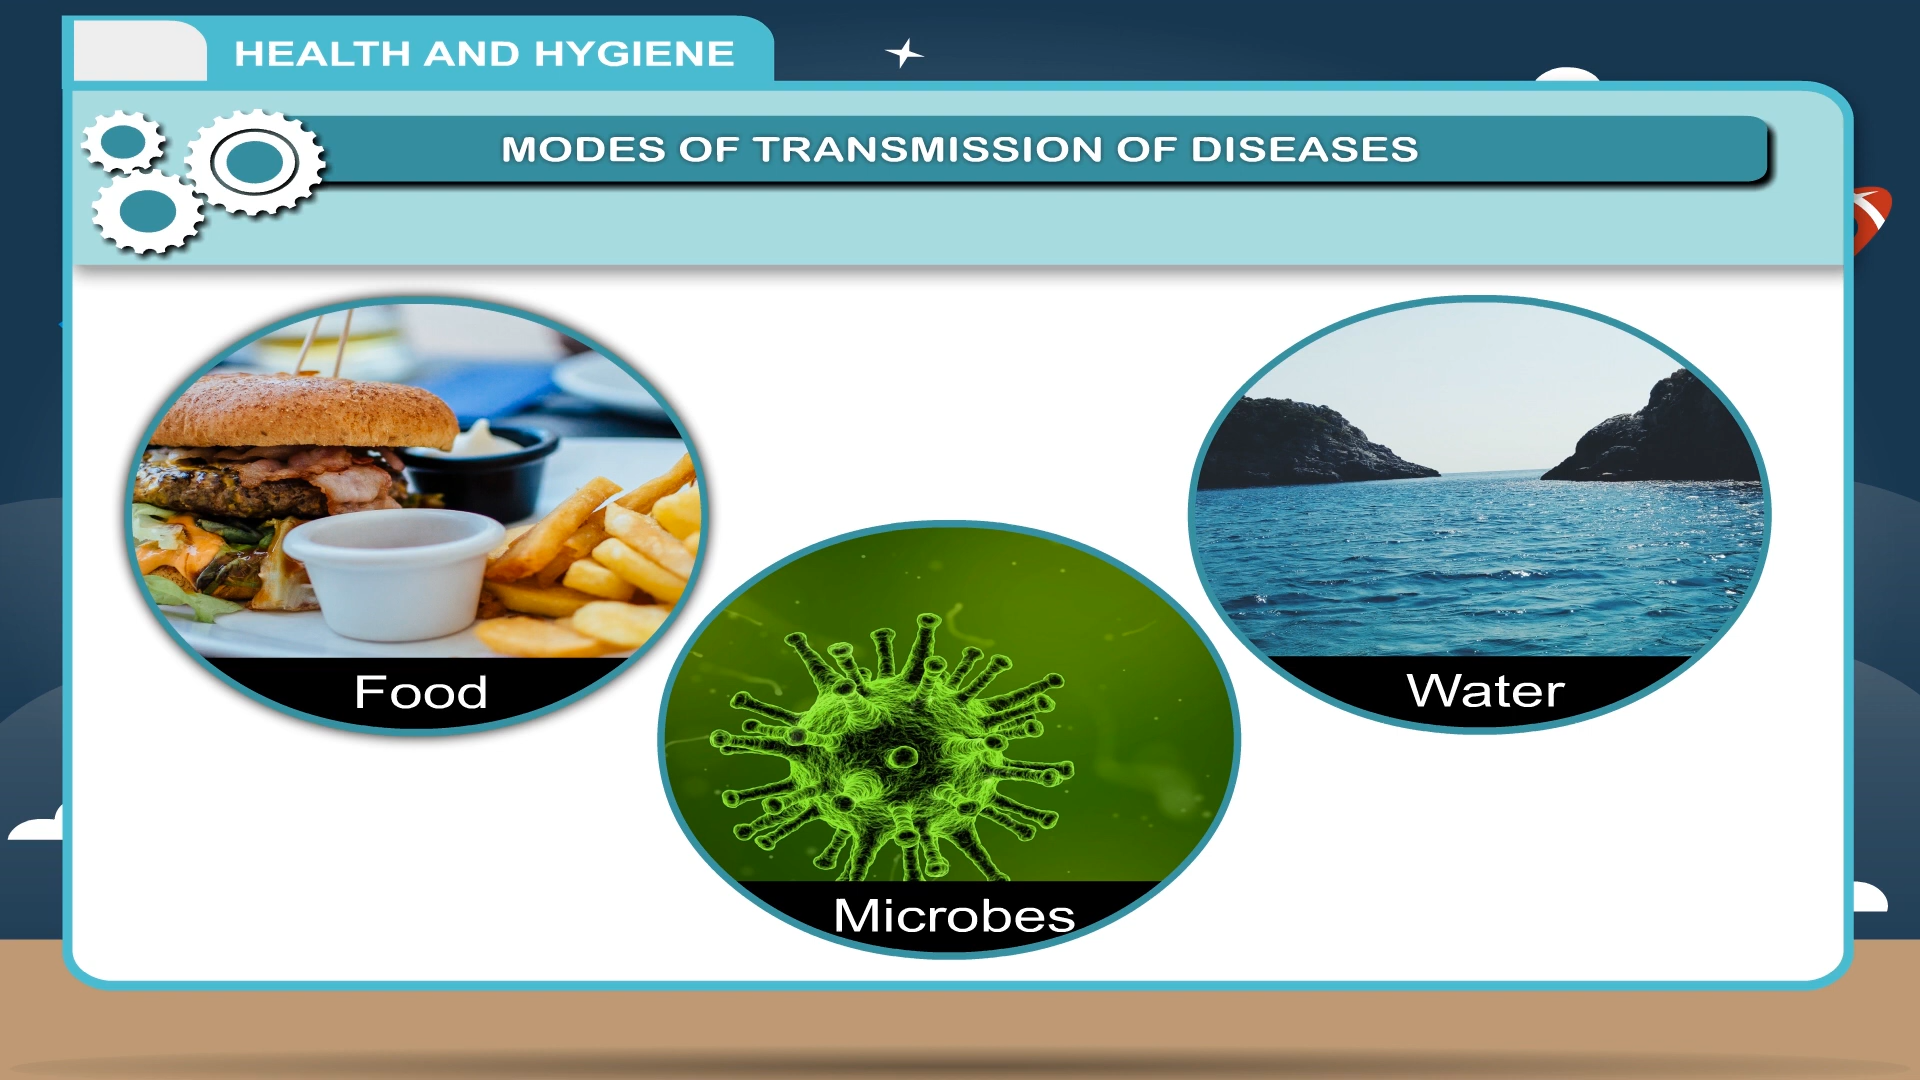 HEALTH AND HYGIENE
MODES OF TRANSMISSION OF DISEASES
Food
Water
Microbes